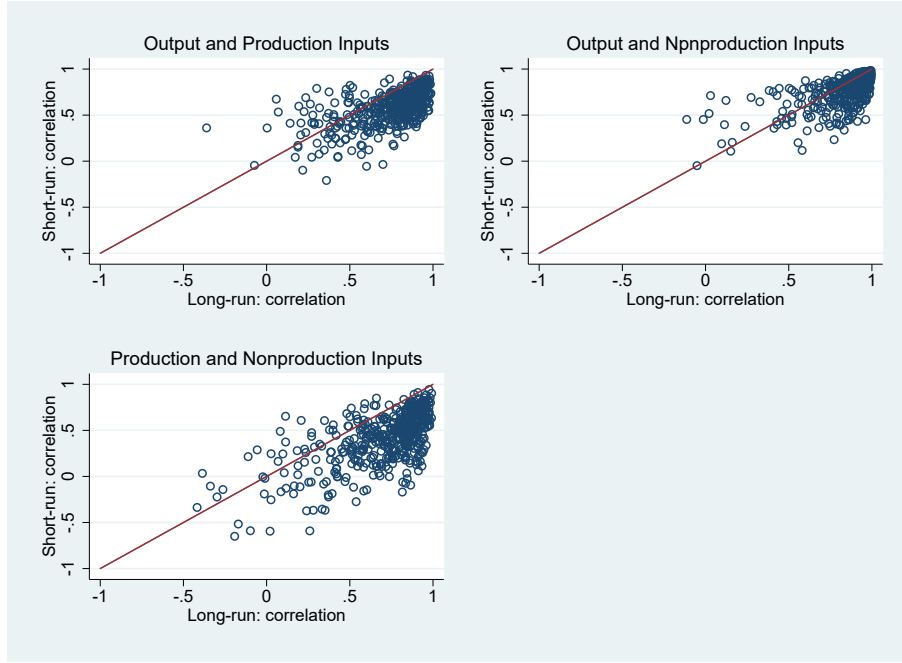 Output and Production Inputs
Short-run: correlation
1
.5
0
-.5
-1
-1 -.5 0 .5 1
Long-run: correlation
Output and Npnproduction Inputs
Short-run: correlation
1
.5
0
-.5
-1
-1 -.5 0 .5 1
Long-run: correlation
Production and Nonproduction Inputs
Short-run: correlation
1
.5
0
-.5
-1
-1 -.5 0 .5 1
Long-run: correlation